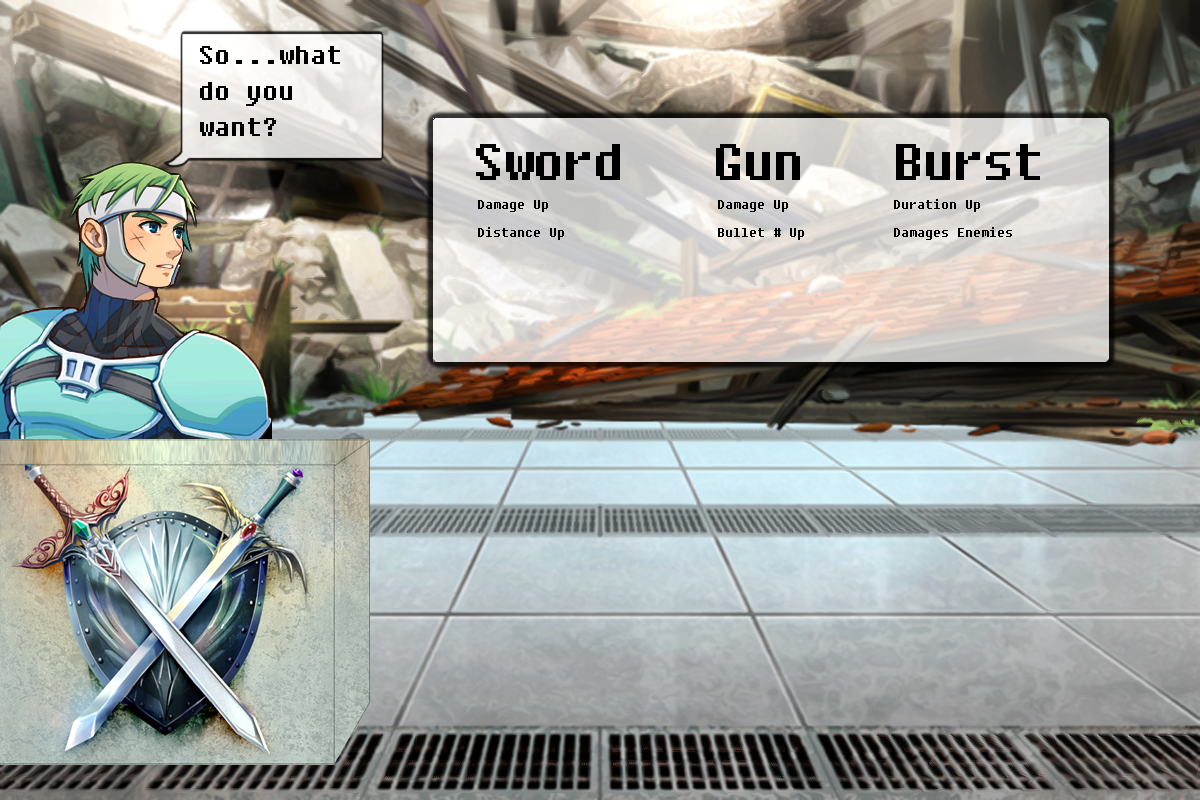 So...what
do you
want?
Sword Gun Burst
Damage Up Damage Up Duration Up
Distance Up Bullet # Up Damages Enemies